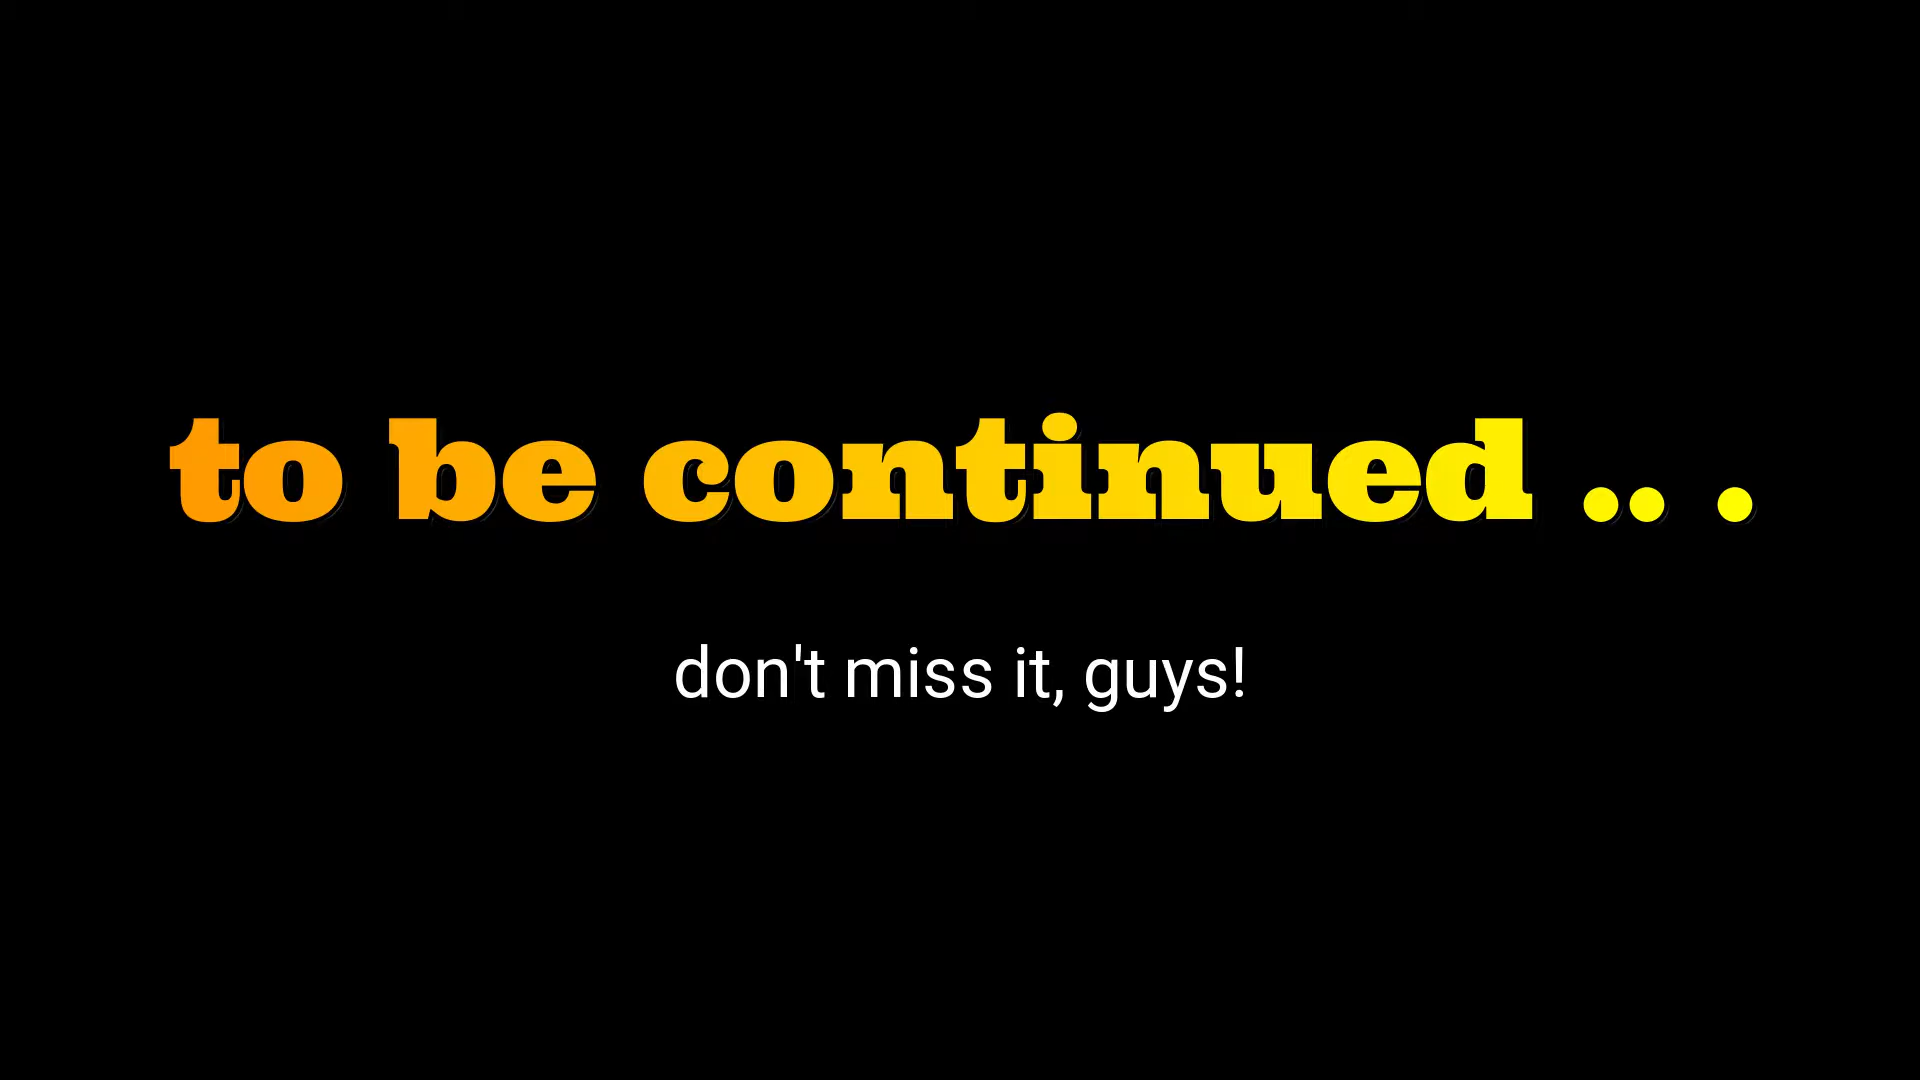 to be continued .. .
don't miss it, guys!